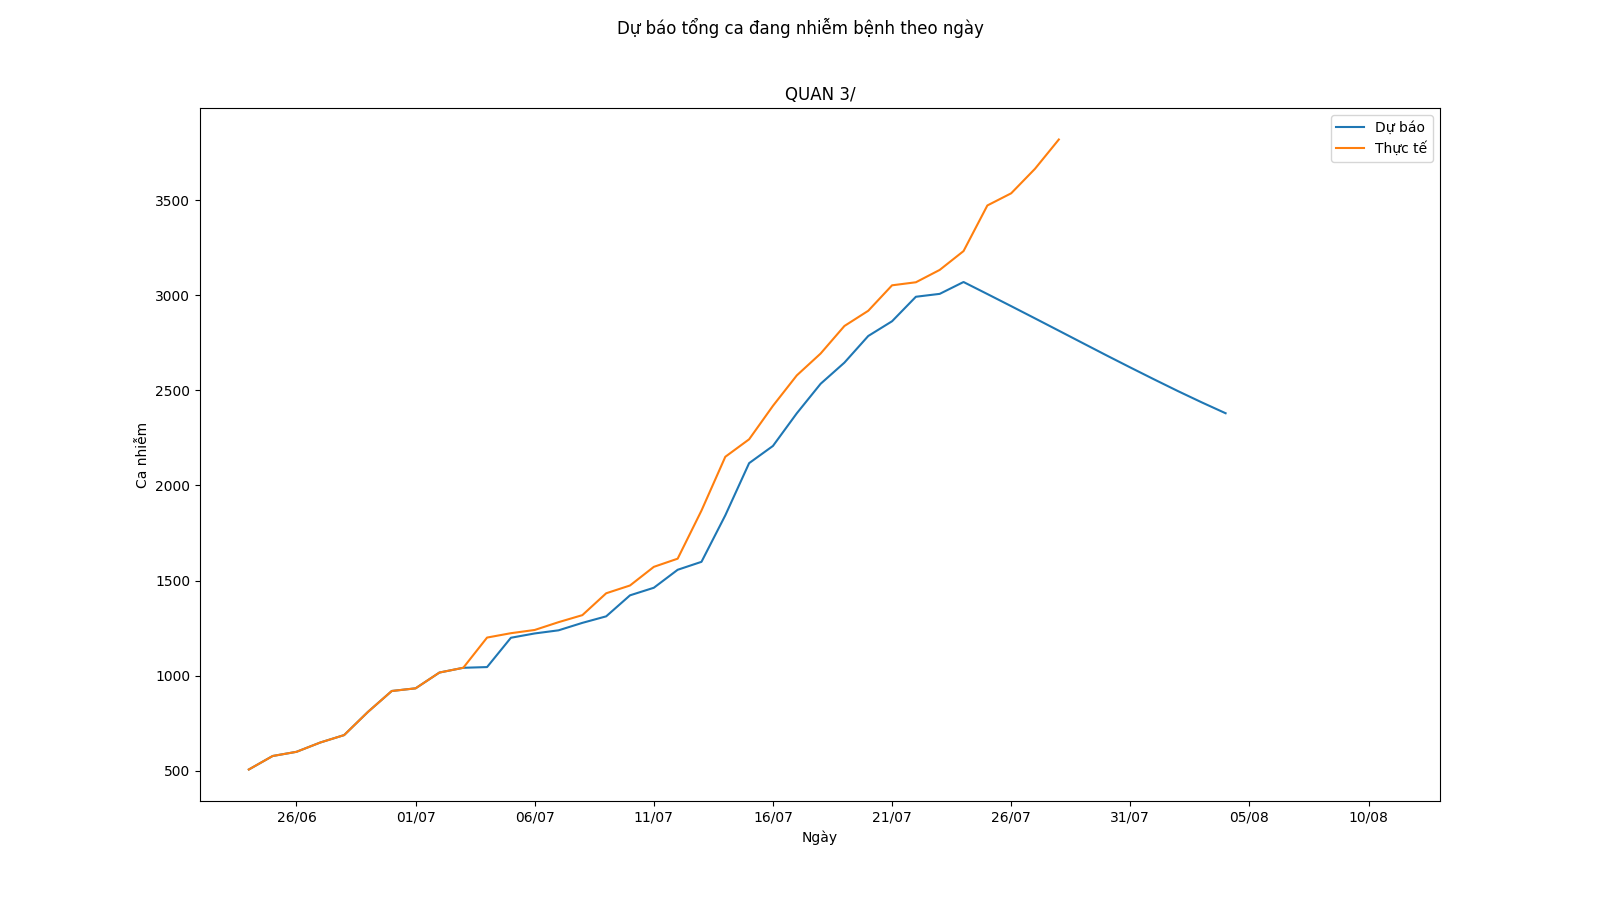 Dự báo tổng ca đang nhiễm bệnh theo ngày
QUAN 3/
Dự báo
Thực tế
3500
3000
2500
2000
1500
1000
500
Ca nhiễm
26/06 01/07 06/07 11/07 16/07 21/07 26/07 31/07 05/08 10/08
Ngày